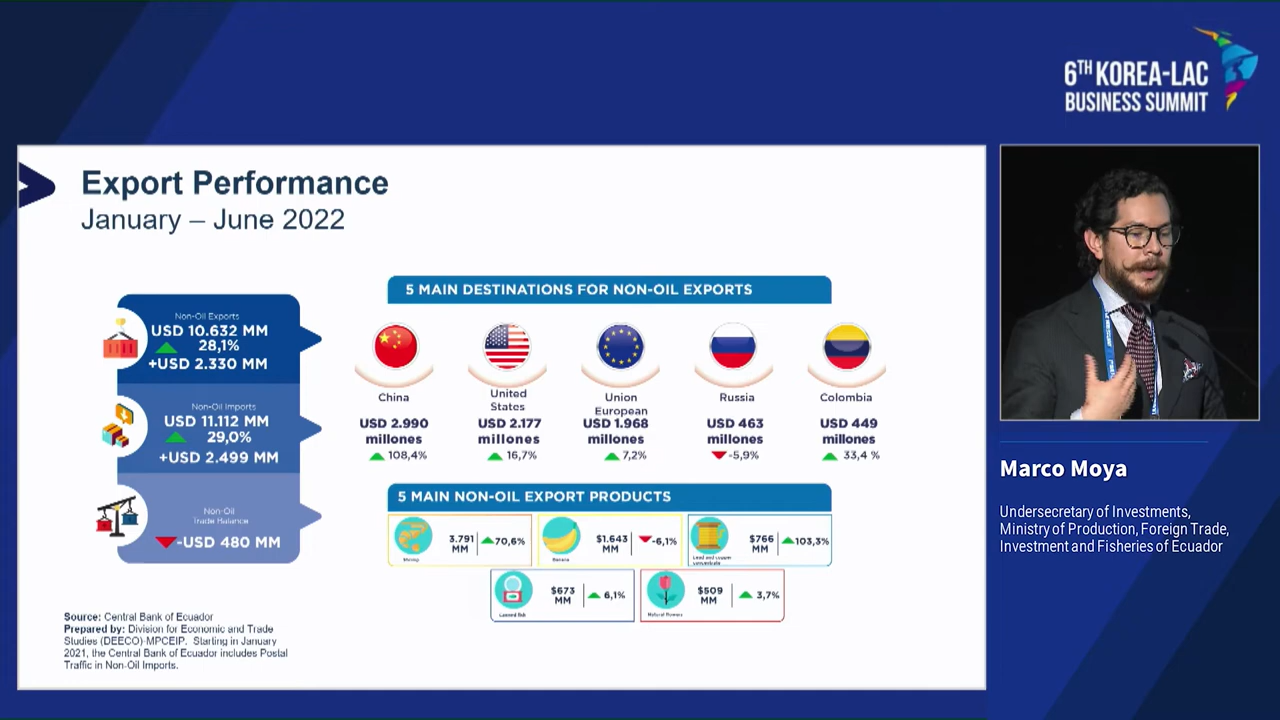 6TH KOREA-LAC
BUSINESS SUMMIT
Export Performance
January – June 2022
Non-Oil Exports
USD 10.632 MM
28,1%
+USD 2.330 MM
Non-Oil Imports
USD 11.112 MM
29,0%
+USD 2.499 MM
Non-Oil
Trade Balance
-USD 480 MM
5 MAIN DESTINATIONS FOR NON-OIL EXPORTS
China
USD 2.990
millones
108,4%
United
States
USD 2.177
millones
16,7%
Union
European
USD 1.968
millones
7,2%
Russia
USD 463
millones
-5,9%
Colombia
USD 449
millones
33,4 %
5 MAIN NON-OIL EXPORT PRODUCTS
Shrimp
3.791
MM
70,6%
Banana
$1.643
MM
-6,1%
Lead and copper
concentrate
$766
MM
103,3%
Canned fish
$673
MM
6,1%
Natural flowers
$509
MM
3,7%
Source: Central Bank of Ecuador
Prepared by: Division for Economic and Trade
Studies (DEECO)-MPCEIP. Starting in January
2021, the Central Bank of Ecuador includes Postal
Traffic in Non-Oil Imports.
Marco Moya
Undersecretary of Investments,
Ministry of Production, Foreign Trade,
Investment and Fisheries of Ecuador